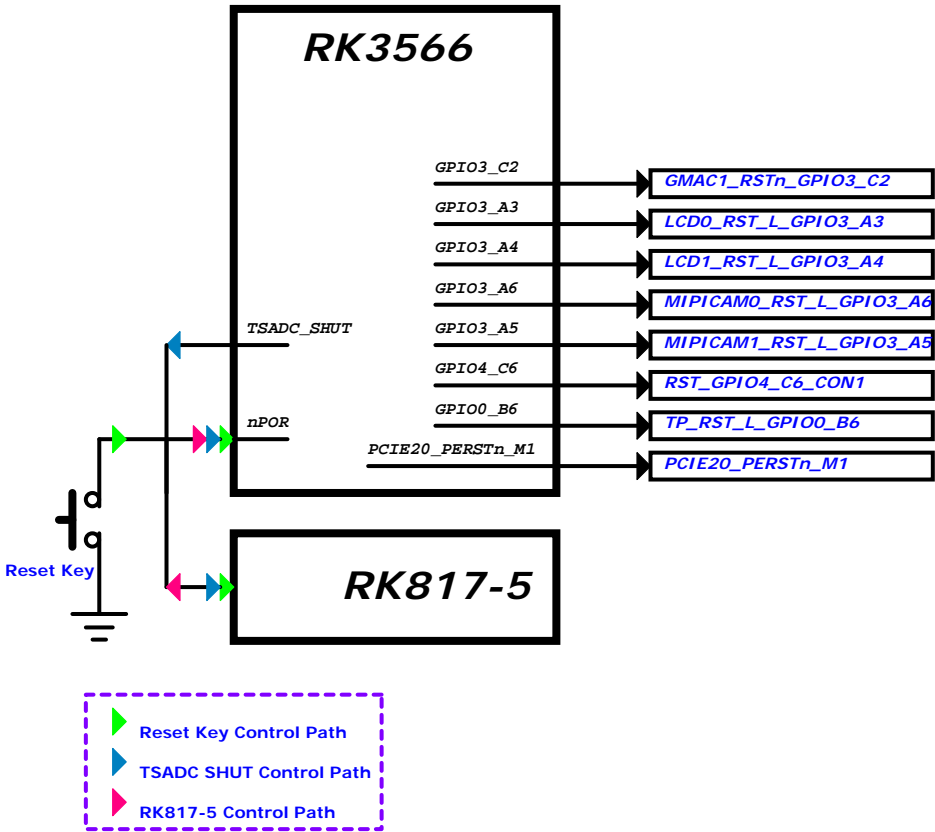 RK3566
GPIO3_C2
GMAC1_RSTn_GPIO3_C2
GPIO3_A3
LCD0_RST_L_GPIO3_A3
GPIO3_A4
LCD1_RST_L_GPIO3_A4
GPIO3_A6
MIPICAM0_RST_L_GPIO3_A6
TSADC_SHUT
GPIO3_A5
MIPICAM1_RST_L_GPIO3_A5
GPIO4_C6
RST_GPIO4_C6_CON1
nPOR
GPIO0_B6
TP_RST_L_GPIO0_B6
PCIE20_PERSTn_M1
PCIE20_PERSTn_M1
Reset Key
RK817-5
Reset Key Control Path
TSADC SHUT Control Path
RK817-5 Control Path